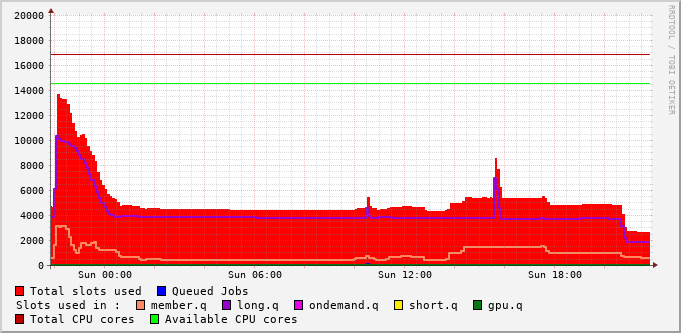 20000
18000
16000
14000
12000
10000
8000
6000
4000
2000
0
Sun 00:00 Sun 06:00 Sun 12:00 Sun 18:00
RRDTOOL / TOBI OETIKER
Total slots used Queued Jobs
Slots used in : member.q long.q ondemand.q short.q gpu.q
Total CPU cores Available CPU cores